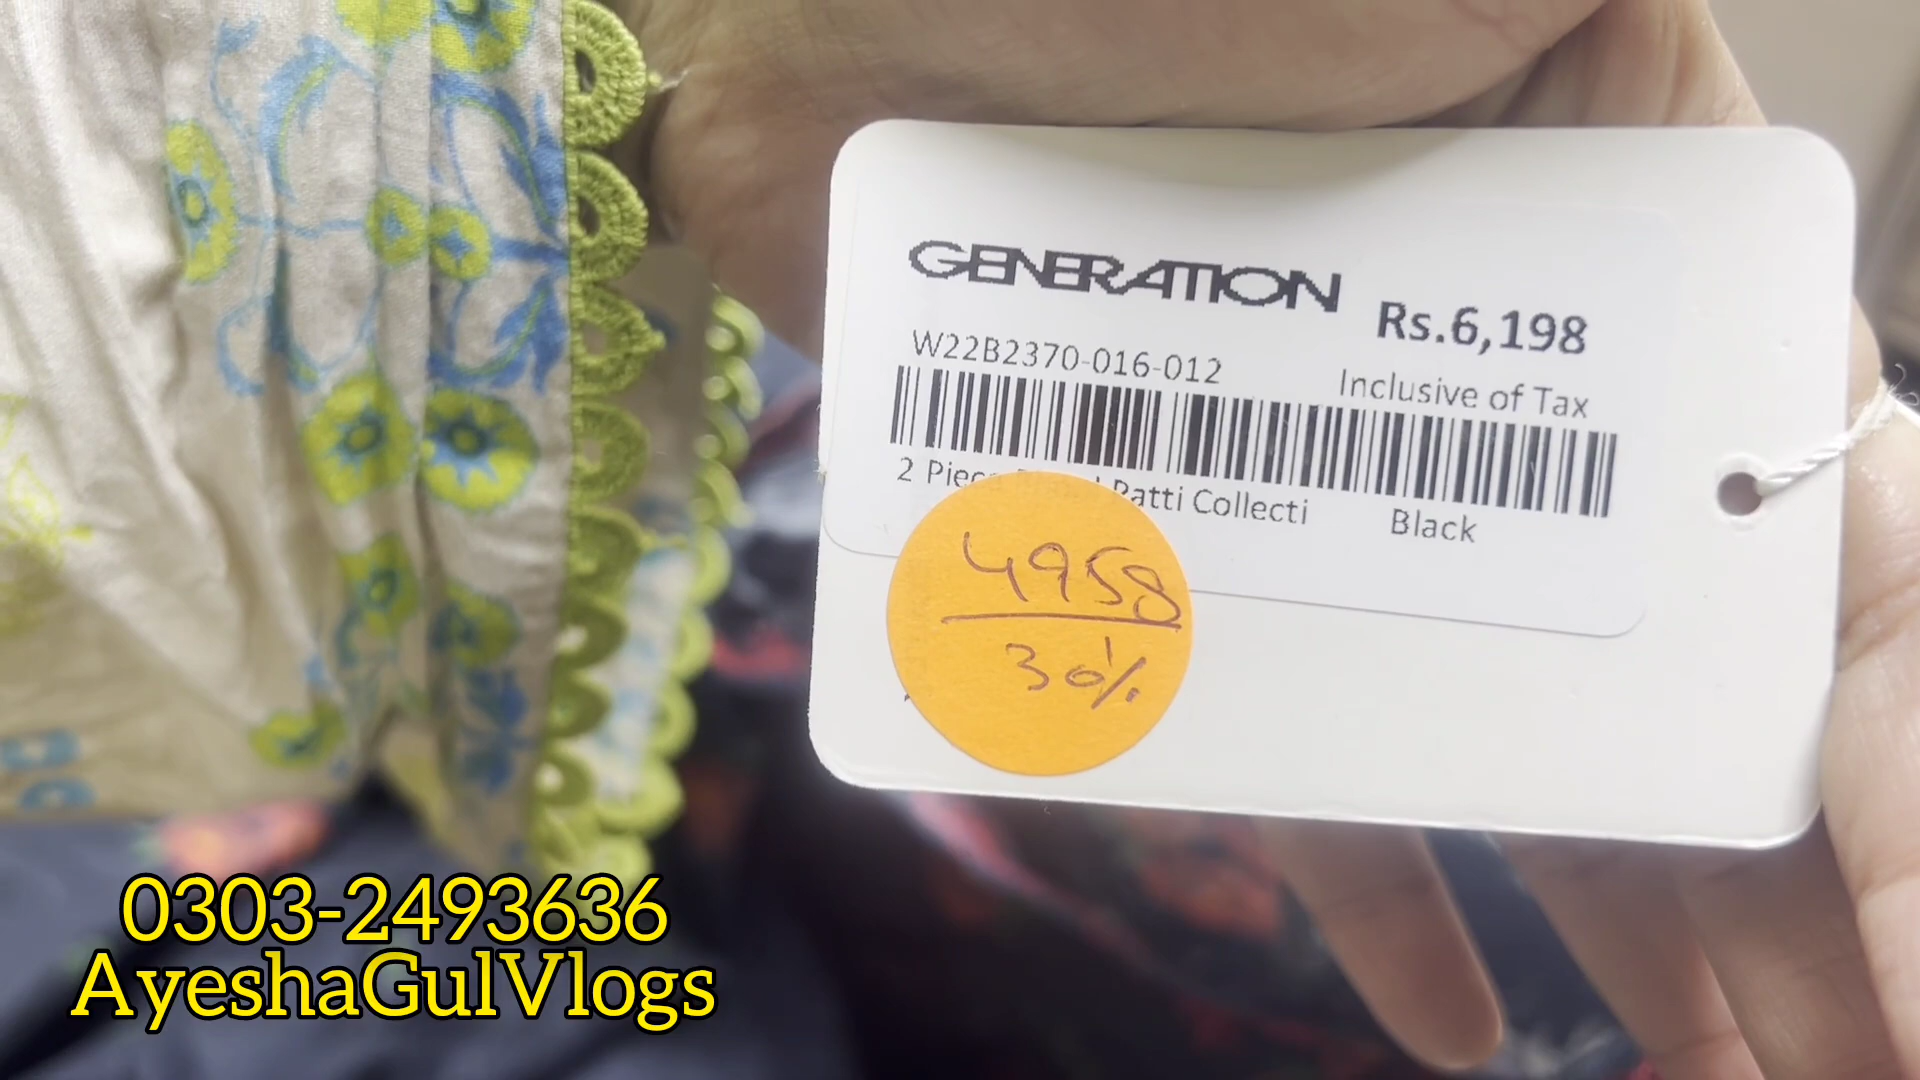 GENERATION
Rs.6,198
W22B2370-016-012
Inclusive of Tax
2 Patti Collecti
Black
4958
30%
0303-2493636
AyeshaGulVlogs